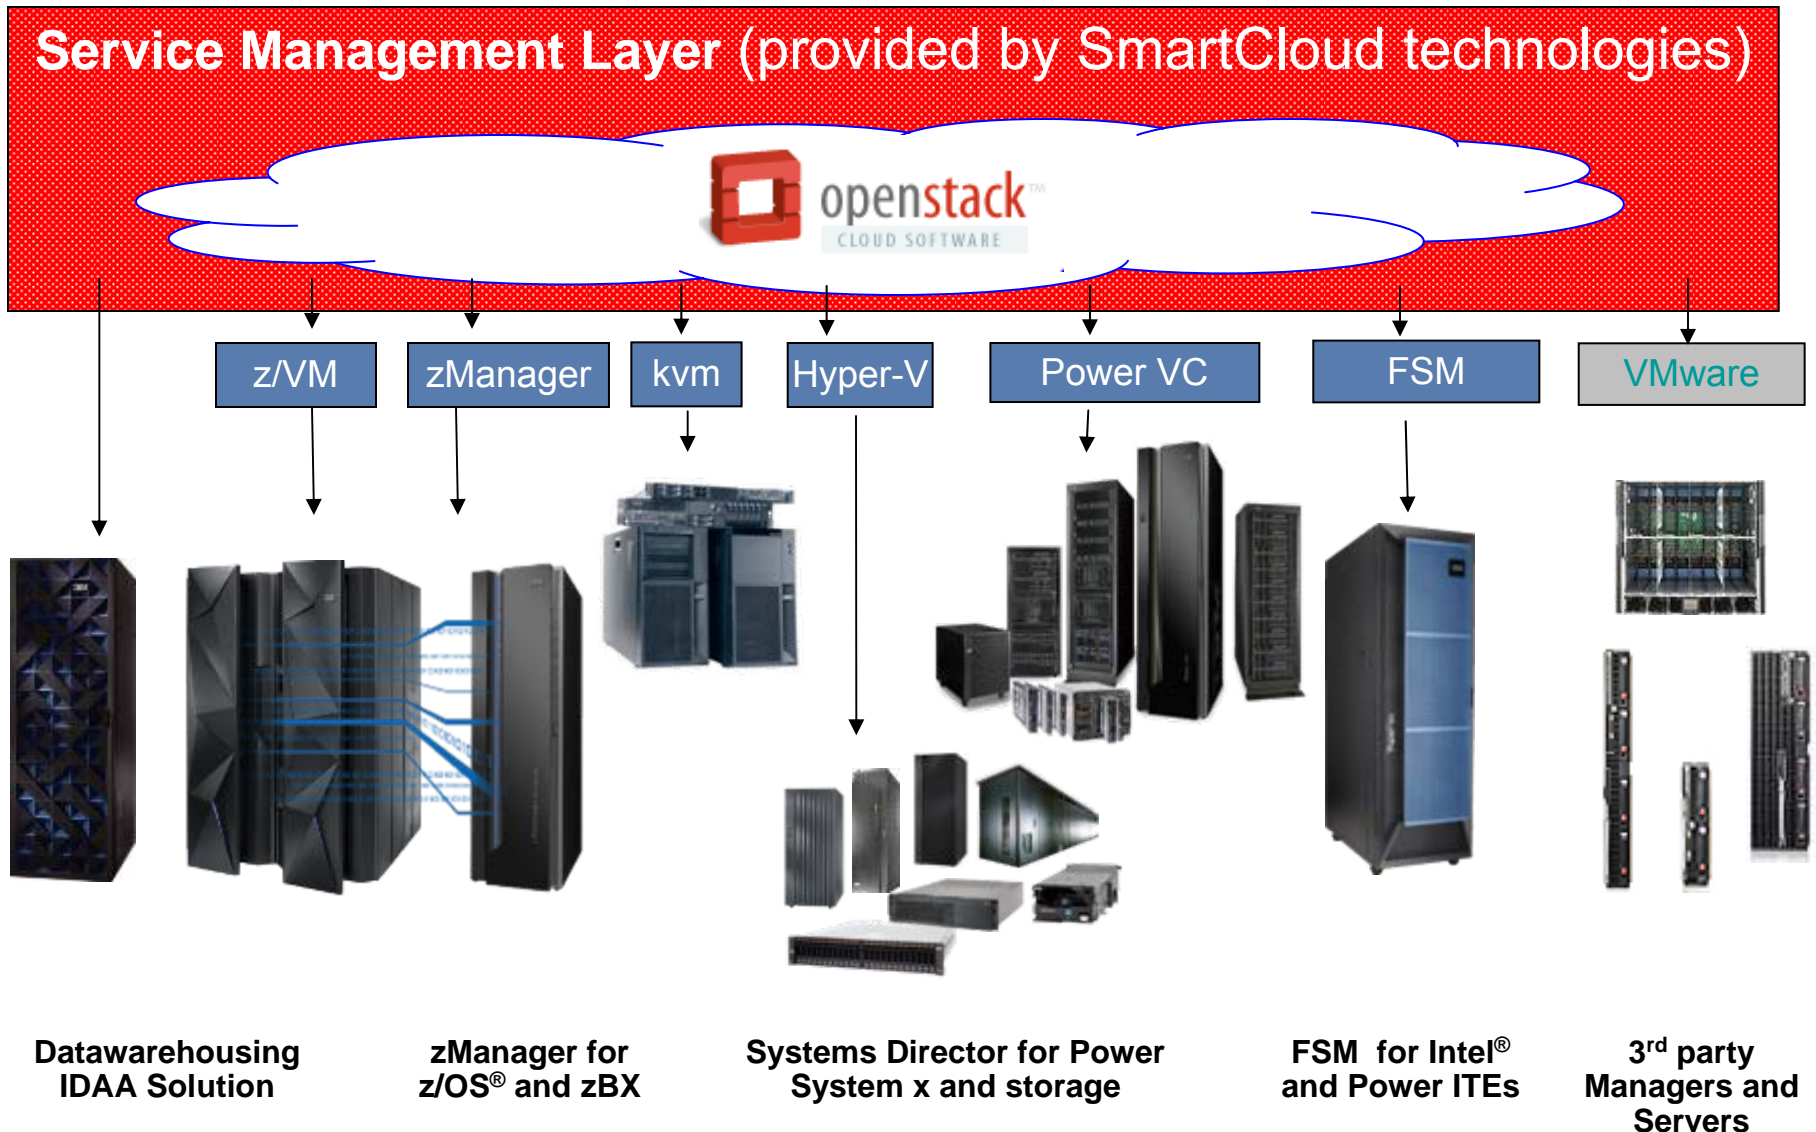 Service Management Layer (provided by SmartCloud technologies)
openstack™
CLOUD SOFTWARE
z/VM
zManager
kvm
Hyper-V
Power VC
FSM
VMware
IBM
Datawarehousing
IDAA Solution
zManager for
z/OS® and zBX
Systems Director for Power
System x and storage
FSM for Intel®
and Power ITEs
3rd party
Managers and
Servers